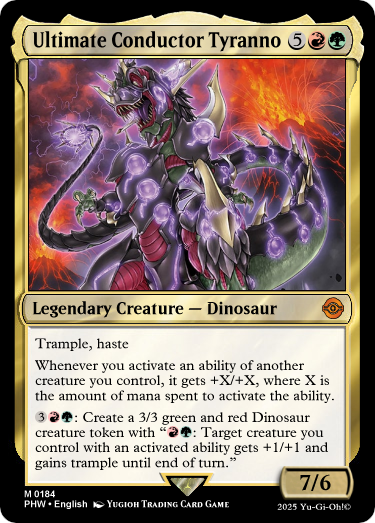 Ultimate Conductor Tyranno 5
Legendary Creature — Dinosaur
Trample, haste
Whenever you activate an ability of another
creature you control, it gets +X/+X, where X is
the amount of mana spent to activate the ability.
3: Create a 3/3 green and red Dinosaur
creature token with “: Target creature you
control with an activated ability gets +1/+1 and
gains trample until end of turn.”
7/6
M 0184
PHW • English Yugioh Trading Card Game
2025 Yu-Gi-Oh!©